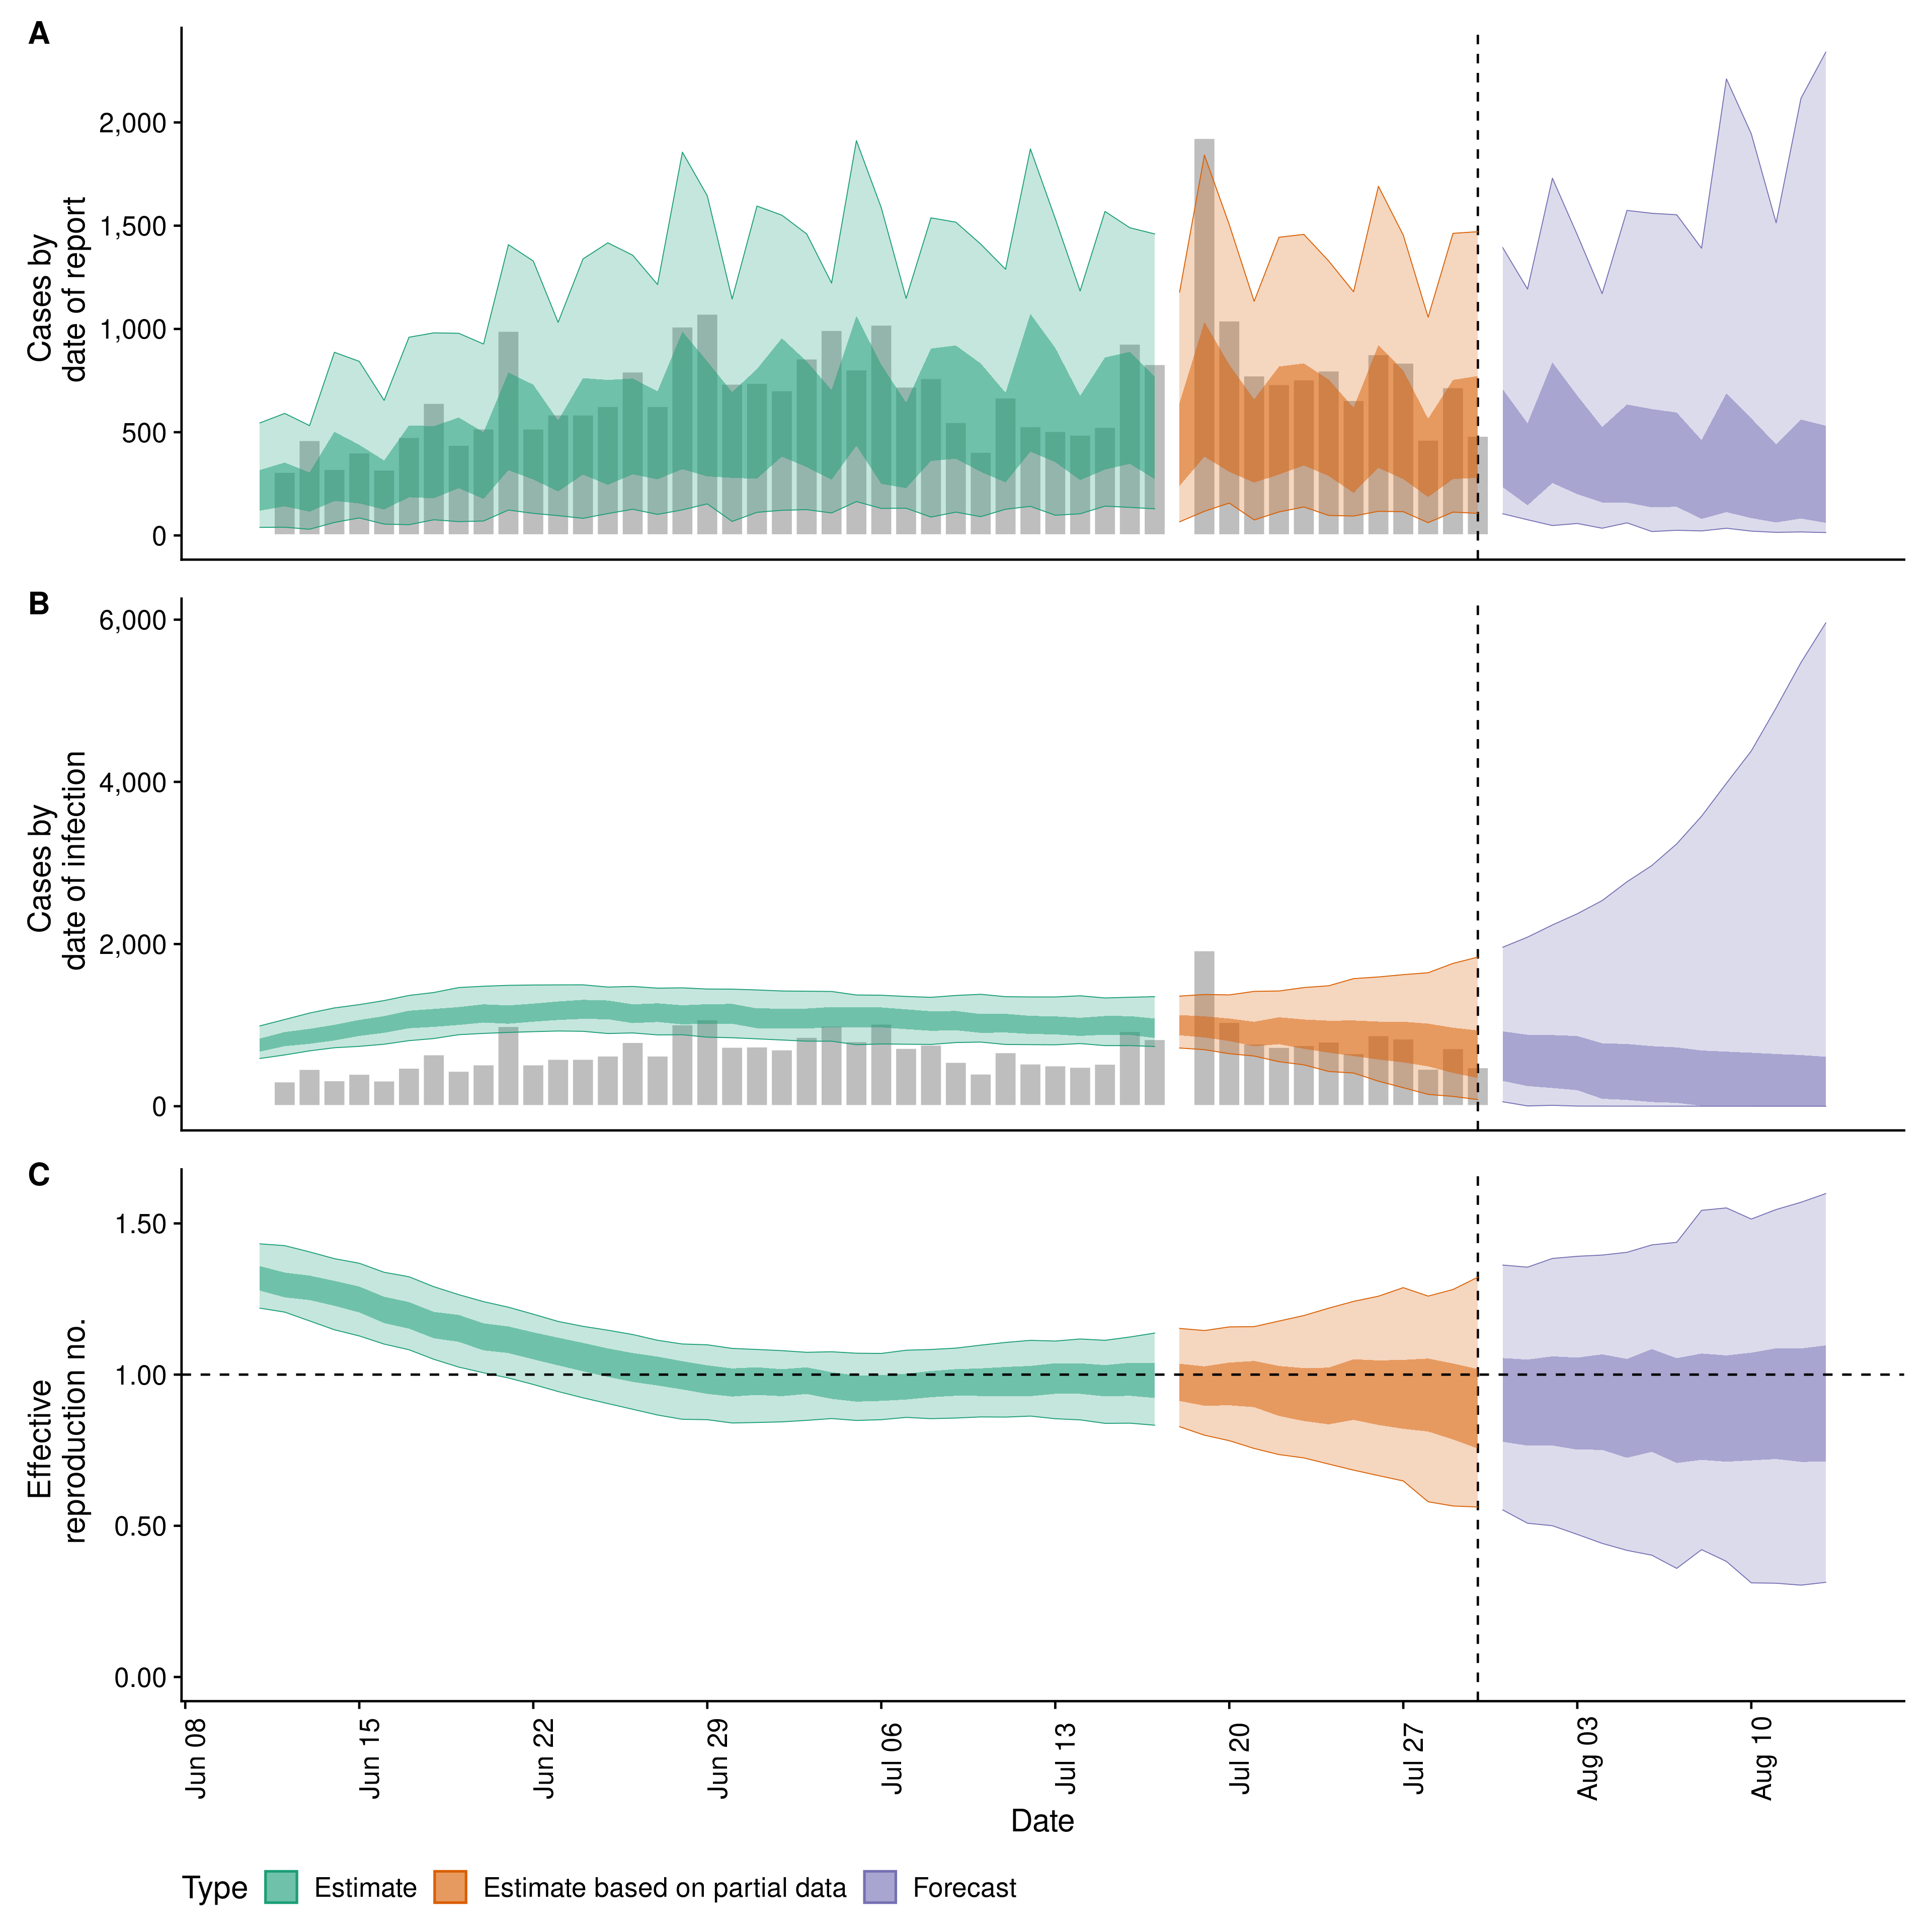 A
Cases by
date of report
2,000
1,500
1,000
500
0
B
Cases by
date of infection
6,000
4,000
2,000
0
C
Effective
reproduction no.
1.50
1.00
0.50
0.00
Jun 08
Jun 15
Jun 22
Jun 29
Jul 06
Jul 13
Jul 20
Jul 27
Aug 03
Aug 10
Date
Type Estimate Estimate based on partial data Forecast